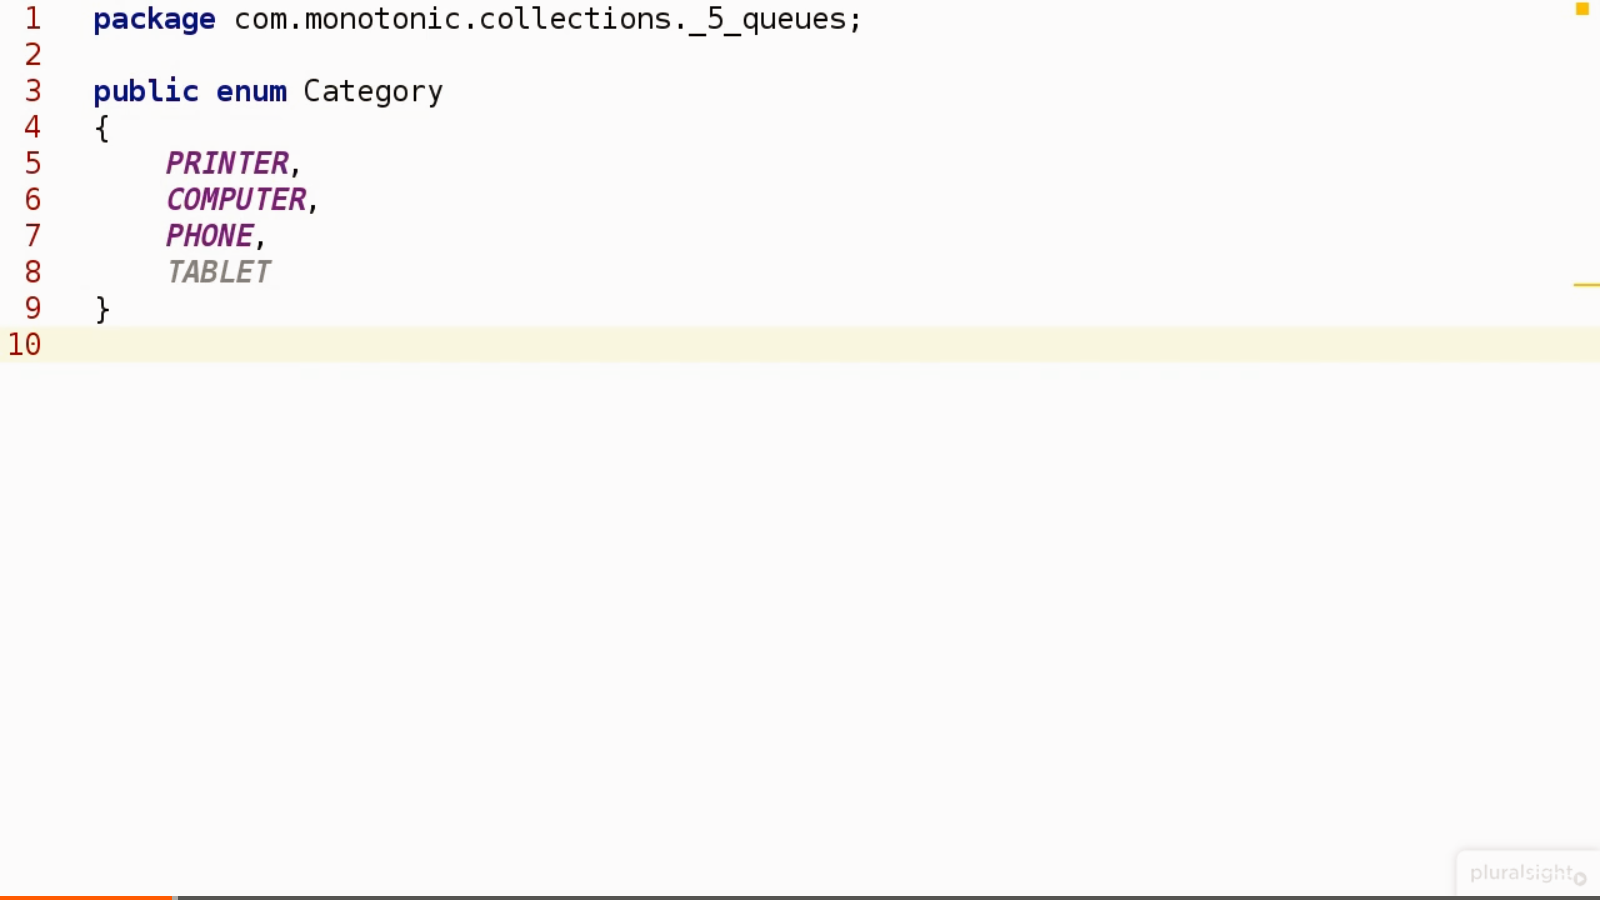 1 package com.monotonic.collections._5_queues;
2
3 public enum Category
4 {
5 PRINTER,
6 COMPUTER,
7 PHONE,
8 TABLET
9 }
10
pluralsight